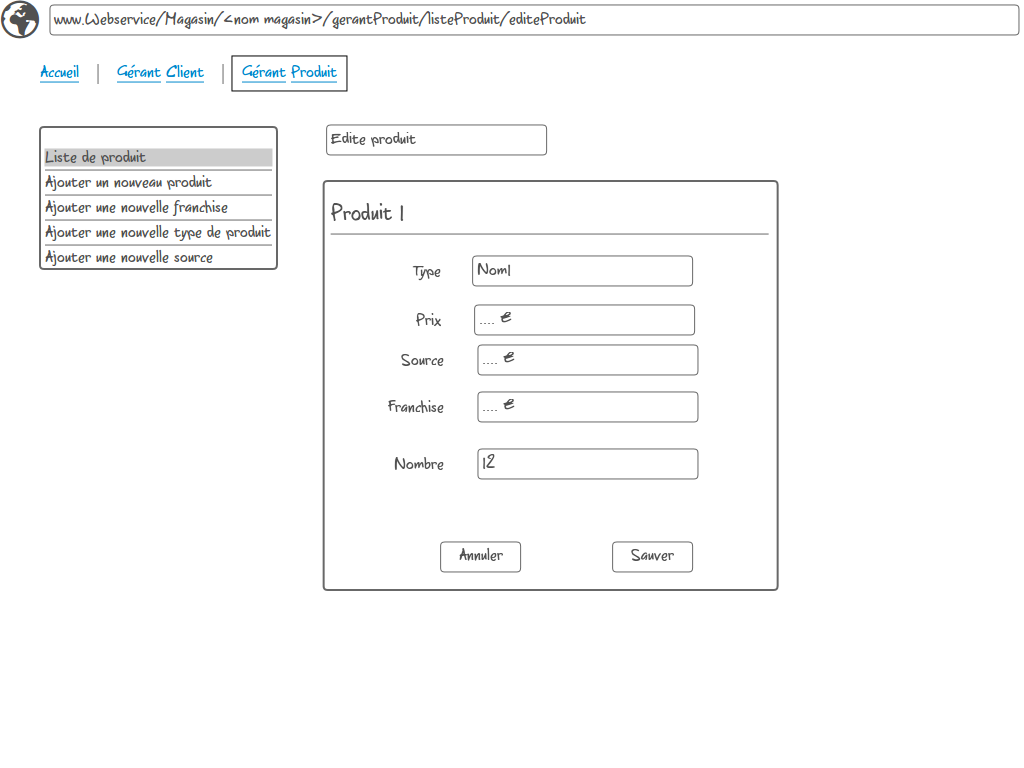 www.Webservice/Magasin/<nom magasin>/gerantProduit/listeProduit/editeProduit
Accueil | Gérant Client | Gérant Produit
Edite produit
Liste de produit
Ajouter un nouveau produit
Ajouter une nouvelle franchise
Ajouter une nouvelle type de produit
Ajouter une nouvelle source
Produit 1
Type Nom1
Prix .... €
Source .... €
Franchise .... €
Nombre 12
Annuler Sauver